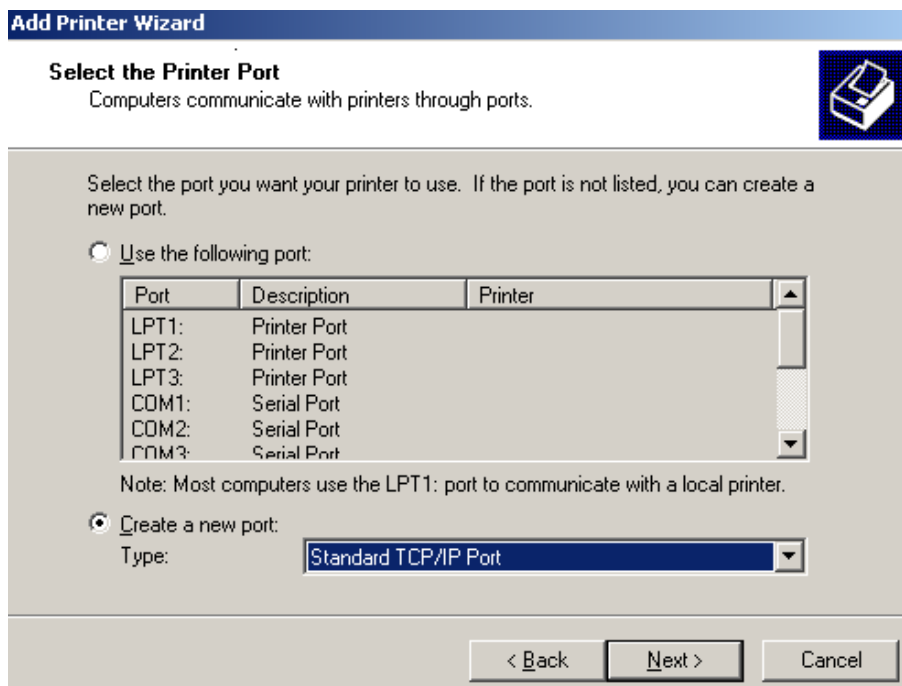 Add Printer Wizard
Select the Printer Port
Computers communicate with printers through ports.
Select the port you want your printer to use. If the port is not listed, you can create a
new port.
Use the following port:
Port Description Printer
LPT1: Printer Port
LPT2: Printer Port
LPT3: Printer Port
COM1: Serial Port
COM2: Serial Port
COM3: Serial Port
Note: Most computers use the LPT1: port to communicate with a local printer.
Create a new port:
Type: Standard TCP/IP Port
< Back Next > Cancel